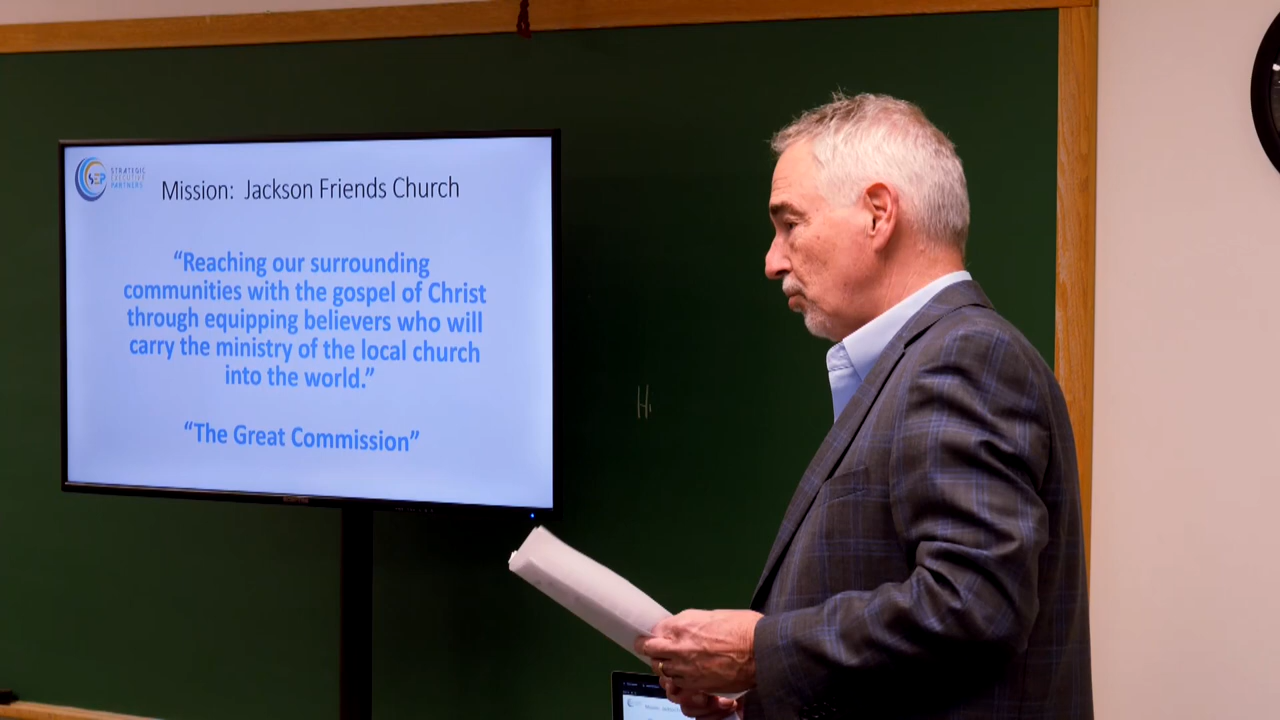 STRATEGIC
EXECUTIVE
PARTNERS
SEP
Mission: Jackson Friends Church
“Reaching our surrounding
communities with the gospel of Christ
through equipping believers who will
carry the ministry of the local church
into the world.”
“The Great Commission”
Hi